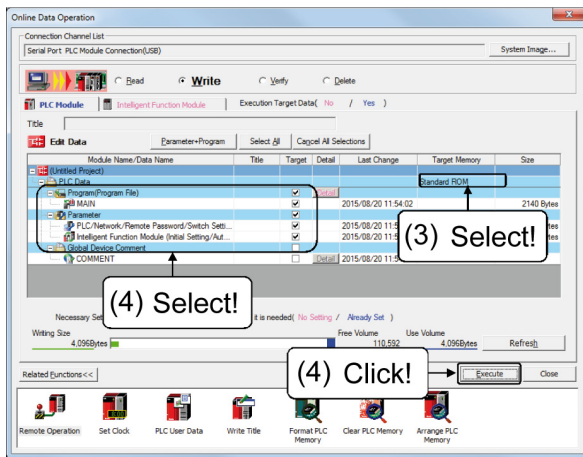 Online Data Operation
Connection Channel List
Serial Port PLC Module Connection(USB)
System Image...
Read
Write
Verify
Delete
PLC Module
Intelligent Function Module
Execution Target Data( No / Yes )
Title
Edit Data
Parameter+Program
Select All
Cancel All Selections
Module Name/Data Name Title Target Detail Last Change Target Memory Size
(Untitled Project)
PLC Data Standard ROM
Program(Program File) Detail
MAIN 2015/08/20 11:54:02 2140 Bytes
Parameter
PLC/Network/Remote Password/Switch Setti... 2015/08/20 11:5
Intelligent Function Module (Initial Setting/Aut... 2015/08/20 11:5
Global Device Comment
COMMENT Detail 2015/08/20 11:5
(3) Select!
(4) Select!
Necessary Set it is needed( No Setting / Already Set )
Writing Size Free Volume Use Volume
4,096Bytes 110,592 4,096Bytes Refresh
(4) Click!
Related Functions<< Execute Close
Remote Operation
Set Clock
PLC User Data
Write Title
Format PLC Memory
Clear PLC Memory
Arrange PLC Memory